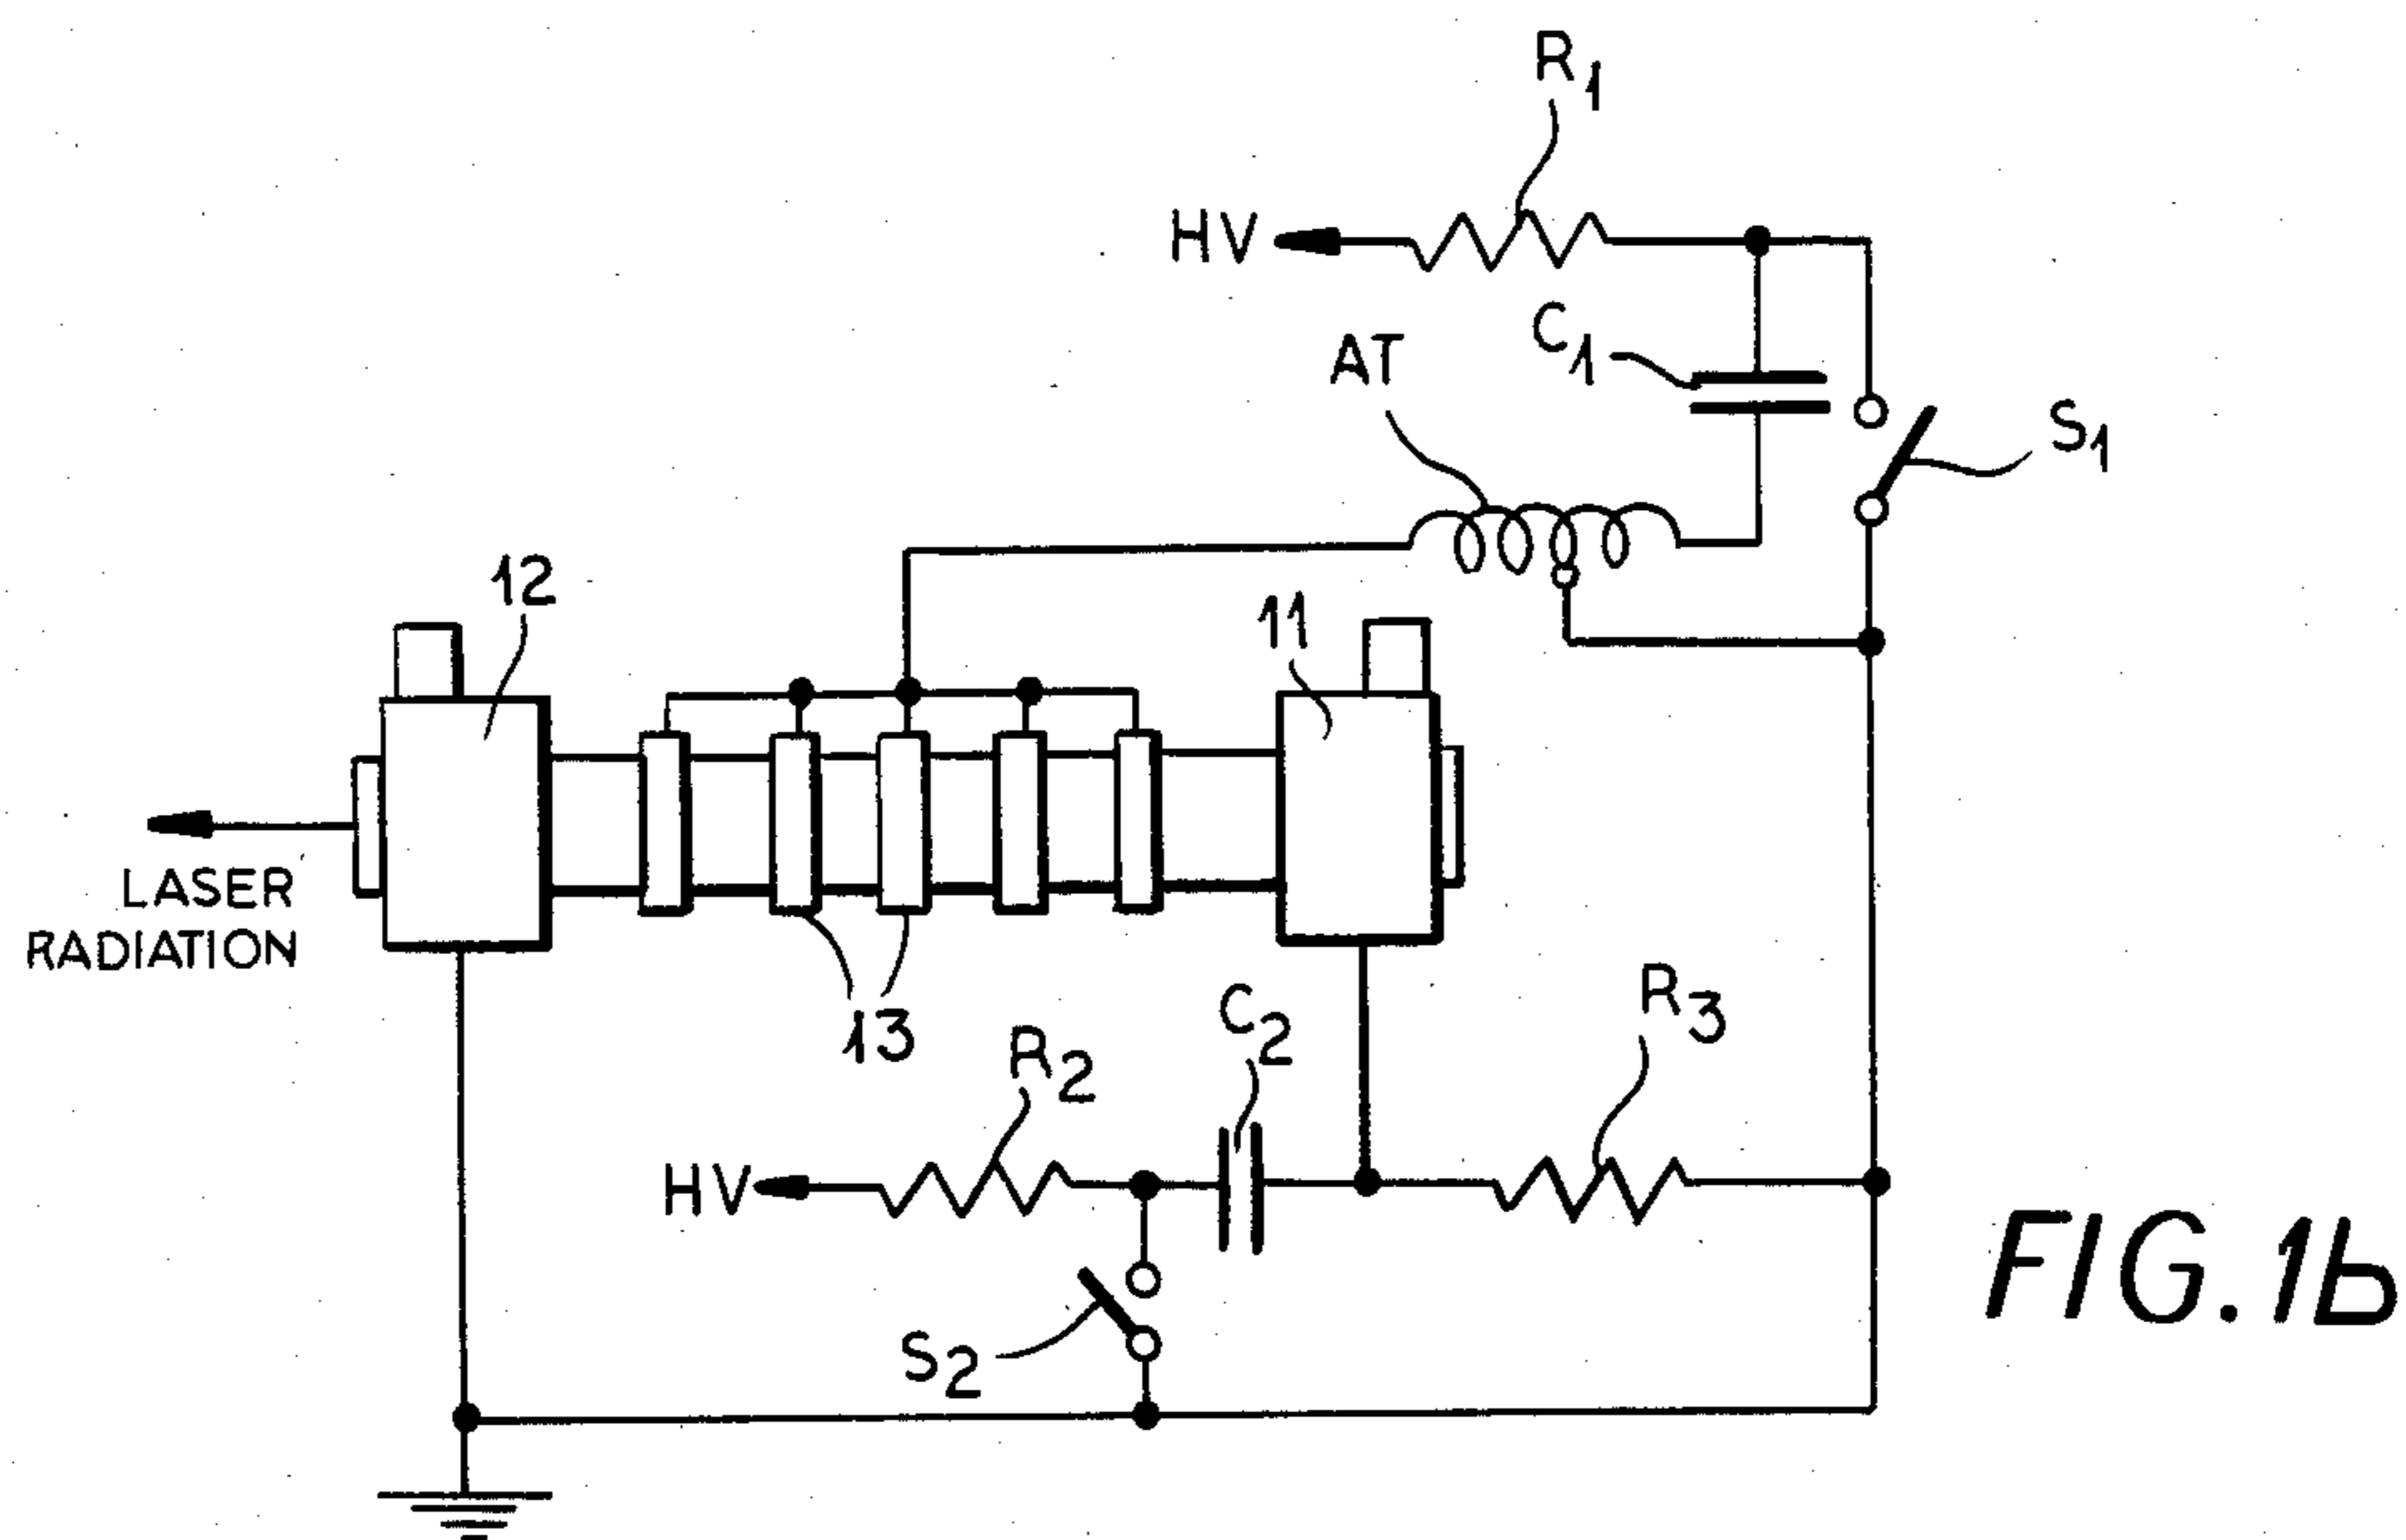 R1
HV
C1
AT
S1
12
11
LASER
RADIATION
13
R2
C2
R3
HV
S2
FIG. 1b